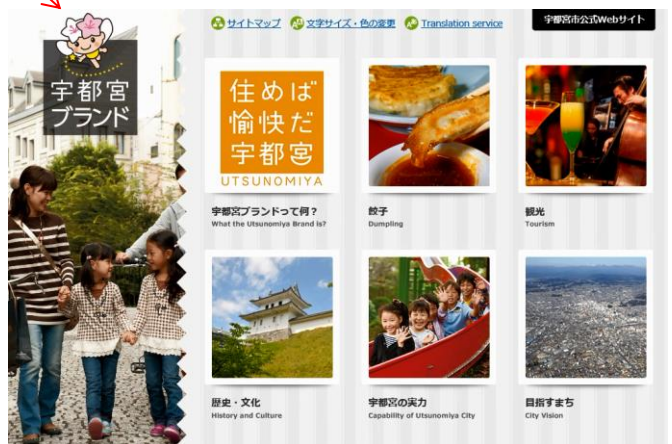 サイトマップ
文字サイズ・色の変更
Translation service
宇都宮市公式Webサイト
宇都宮
ブランド
住めば
愉快だ
宇都宮
UTSUNOMIYA
宇都宮ブランドって何？
What the Utsunomiya Brand is?
餃子
Dumpling
観光
Tourism
歴史・文化
History and Culture
宇都宮の実力
Capability of Utsunomiya City
目指すまち
City Vision